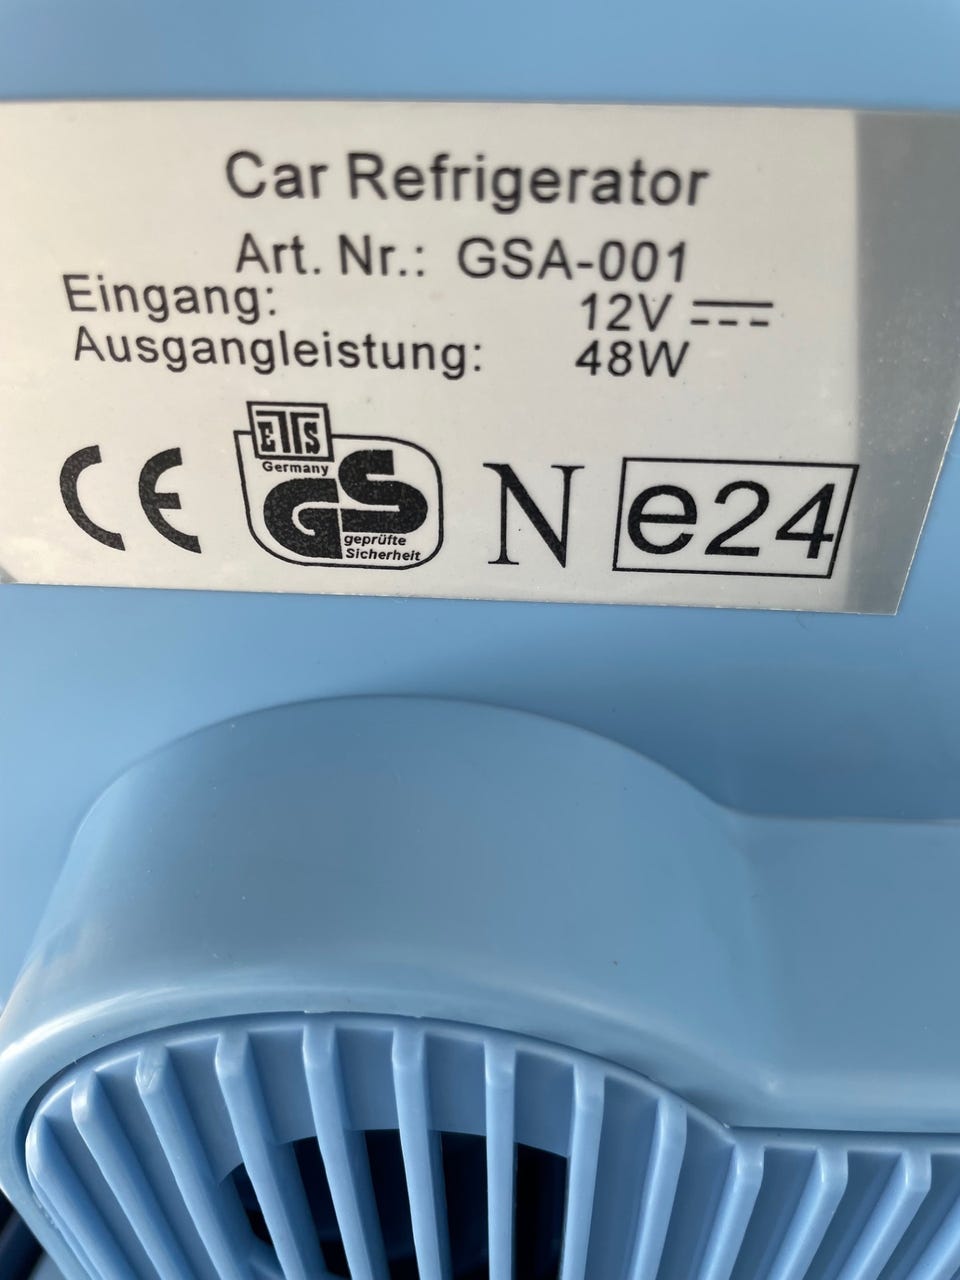 Car Refrigerator
Art. Nr.: GSA-001
Eingang: 12V
Ausgangleistung: 48W
ETS
Germany
CE GS N e24
geprüfte
Sicherheit